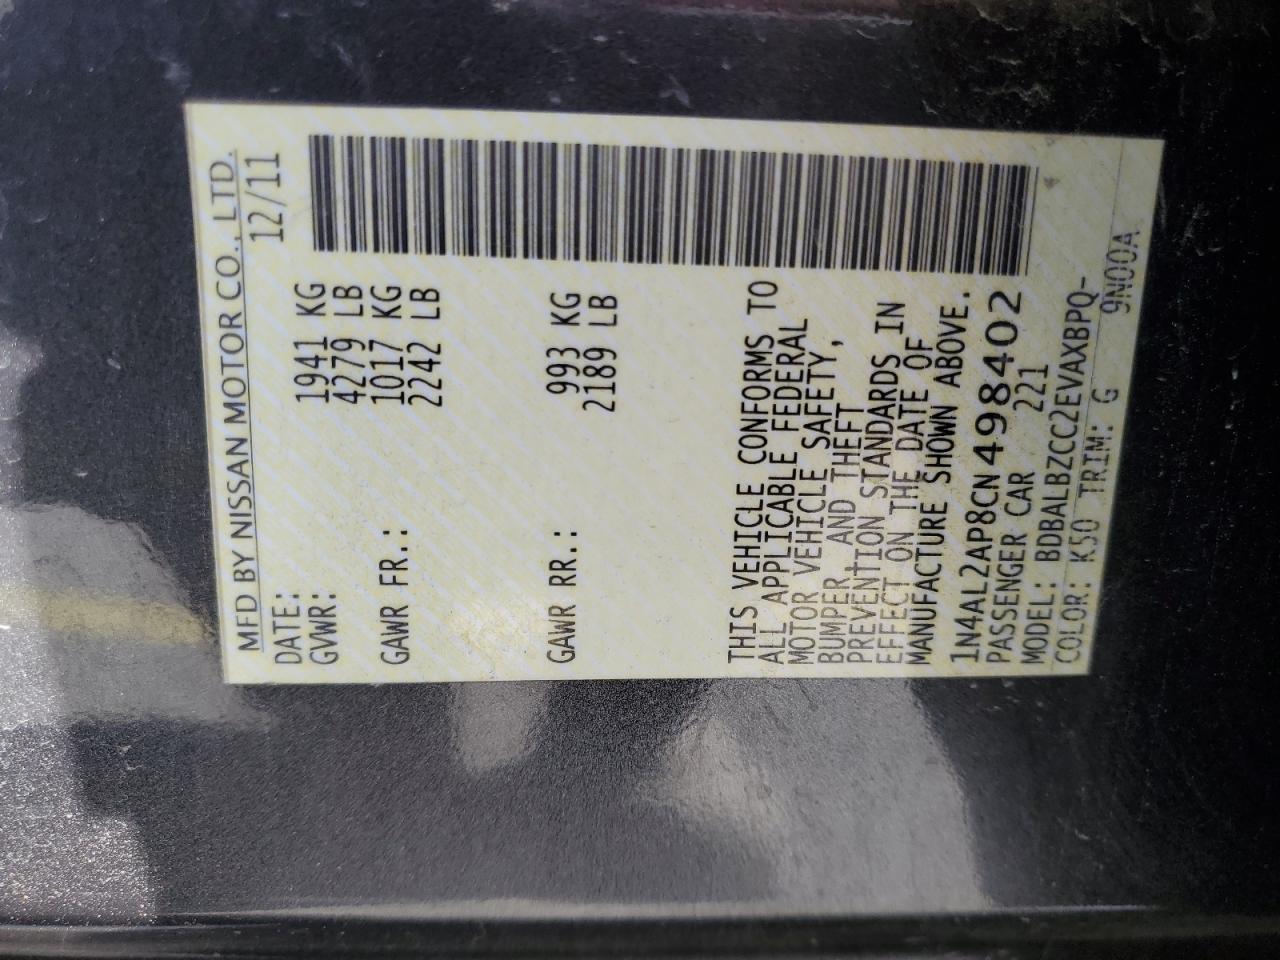 MFD BY NISSAN MOTOR CO., LTD.
DATE: 12/11
GVWR: 1941 KG
4279 LB
GAWR FR.: 1017 KG
2242 LB
GAWR RR.: 993 KG
2189 LB
THIS VEHICLE CONFORMS TO
ALL APPLICABLE FEDERAL
MOTOR VEHICLE SAFETY,
BUMPER, AND THEFT
PREVENTION STANDARDS IN
EFFECT ON THE DATE OF
MANUFACTURE SHOWN ABOVE.
1N4AL2AP8CN498402
PASSENGER CAR 221
MODEL: BDBALBZCC2EVAXBPQ-
COLOR: K50 TRIM: G 9N00A